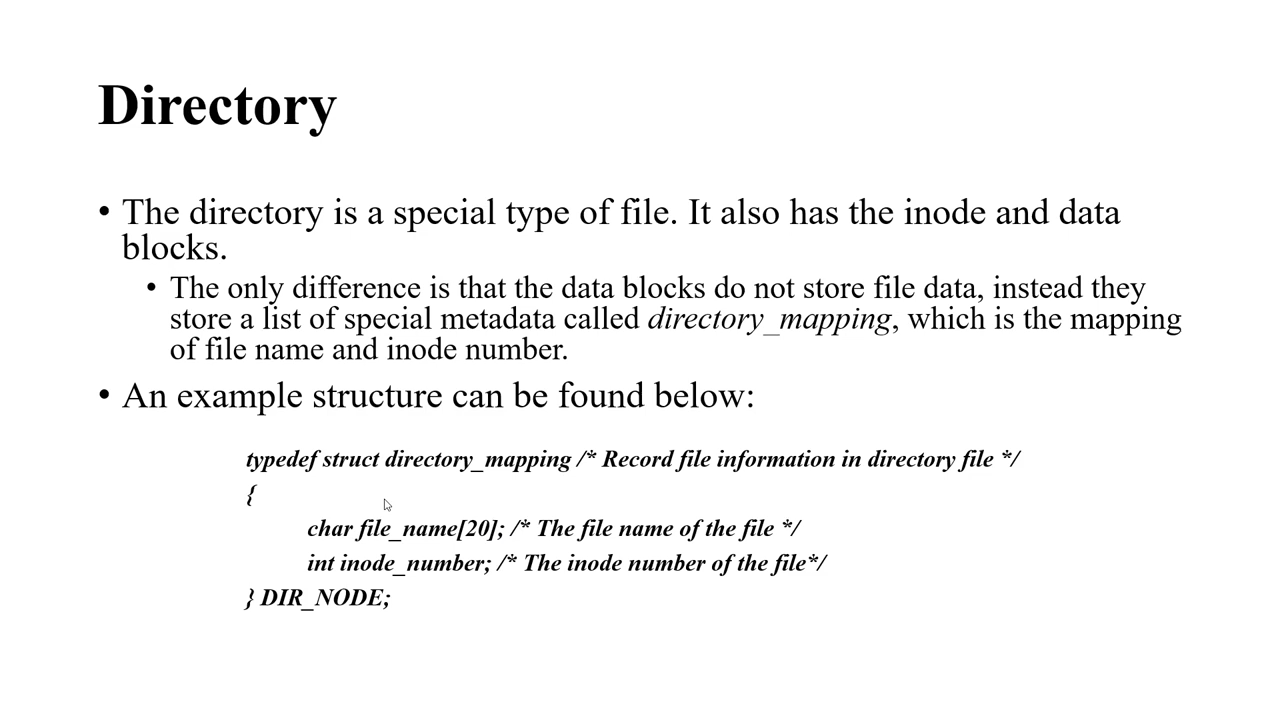 Directory
• The directory is a special type of file. It also has the inode and data
blocks.
• The only difference is that the data blocks do not store file data, instead they
store a list of special metadata called directory_mapping, which is the mapping
of file name and inode number.
• An example structure can be found below:
typedef struct directory_mapping /* Record file information in directory file */
{
char file_name[20]; /* The file name of the file */
int inode_number; /* The inode number of the file*/
} DIR_NODE;